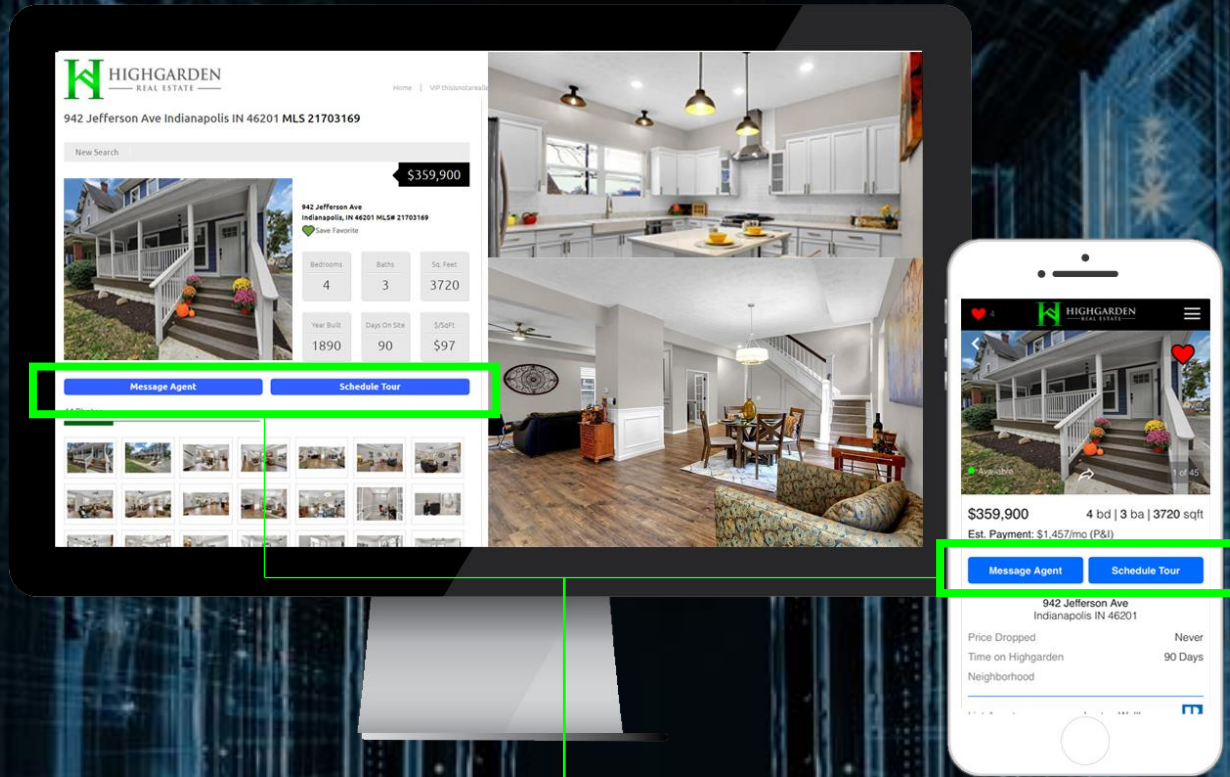 HIGHGARDEN
REAL ESTATE
Home | VIP
942 Jefferson Ave Indianapolis IN 46201 MLS 21703169
New Search
$359,900
942 Jefferson Ave
Indianapolis, IN 46201 MLS# 21703169
Save Favorite
Bedrooms Baths Sq. Feet
4 3 3720
Year Built Days On Site $/SqFt
1890 90 $97
Message Agent Schedule Tour
4 HIGHGARDEN
REAL ESTATE
Available 1 of 45
$359,900 4 bd | 3 ba | 3720 sqft
Est. Payment: $1,457/mo (P&I)
Message Agent Schedule Tour
942 Jefferson Ave
Indianapolis IN 46201
Price Dropped Never
Time on Highgarden 90 Days
Neighborhood